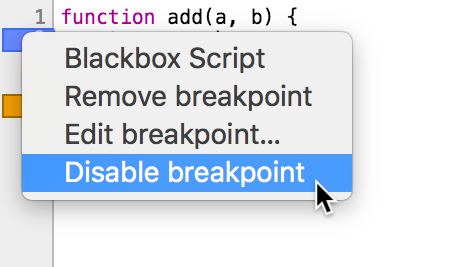 1 function add(a, b) {
Blackbox Script
Remove breakpoint
Edit breakpoint...
Disable breakpoint